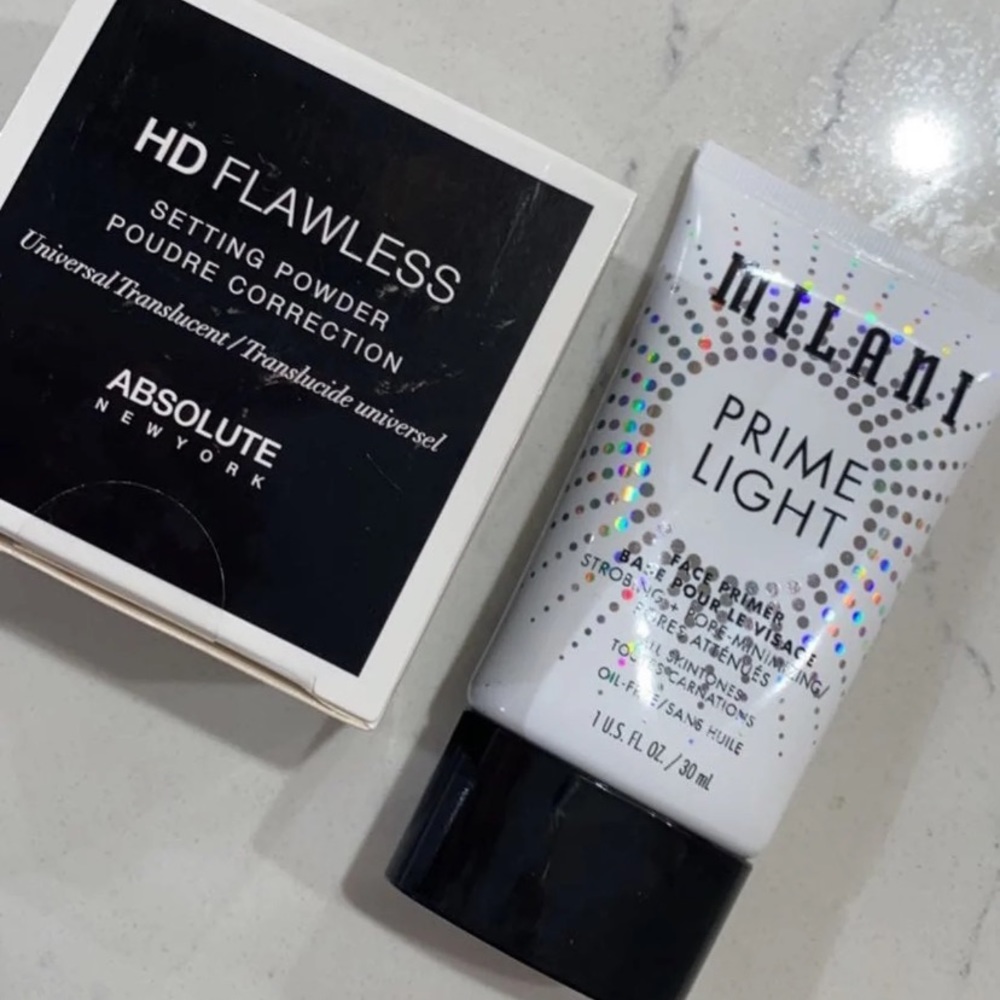 HD FLAWLESS
SETTING POWDER
POUDRE CORRECTION
Universal Translucent / Translucide universel
ABSOLUTE
NEW YORK
MILANI
PRIME
LIGHT
FACE PRIMER
BASE POUR LE VISAGE
STROBING + PORE-MINIMIZING/
PORES ATTÉNUÉS
ALL SKINTONES
TOUTES CARNATIONS
OIL-FREE/SANS HUILE
1 U.S. FL. OZ. / 30 mL